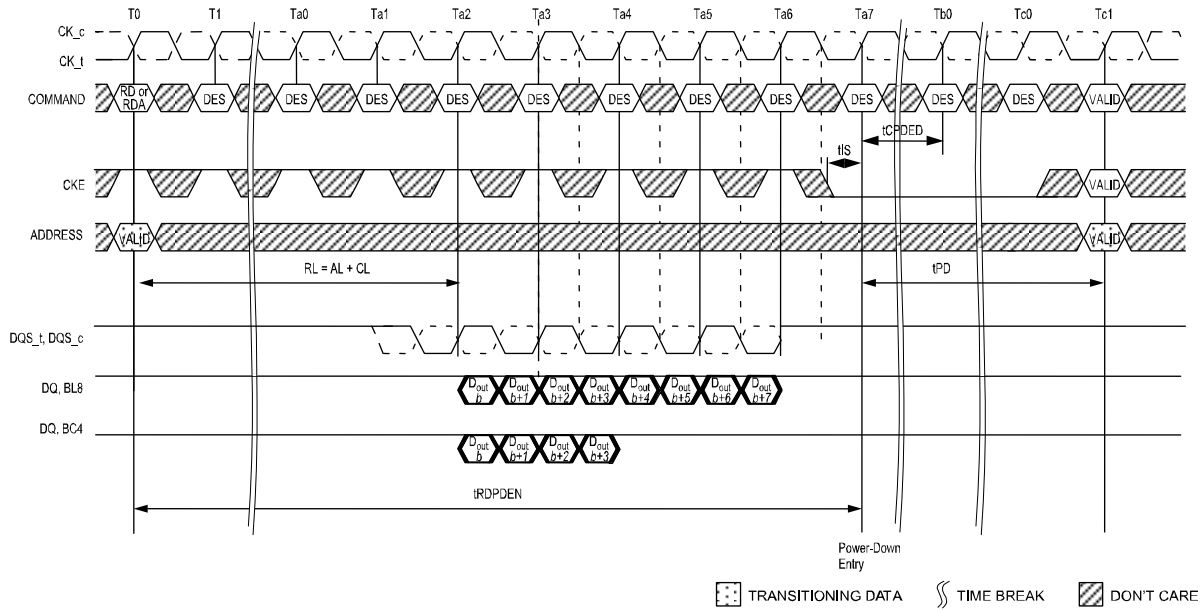 T0 T1 Ta0 Ta1 Ta2 Ta3 Ta4 Ta5 Ta6 Ta7 Tb0 Tc0 Tc1
CK_c
CK_t
COMMAND RD or RDA DES DES DES DES DES DES DES DES DES DES DES VALID
tCPDED
tIS
CKE VALID
ADDRESS VALID VALID
RL = AL + CL tPD
DQS_t, DQS_c
DQ, BL8 Dout b Dout b+1 Dout b+2 Dout b+3 Dout b+4 Dout b+5 Dout b+6 Dout b+7
DQ, BC4 Dout b Dout b+1 Dout b+2 Dout b+3
tRDPDEN
Power-Down
Entry
TRANSITIONING DATA TIME BREAK DON'T CARE